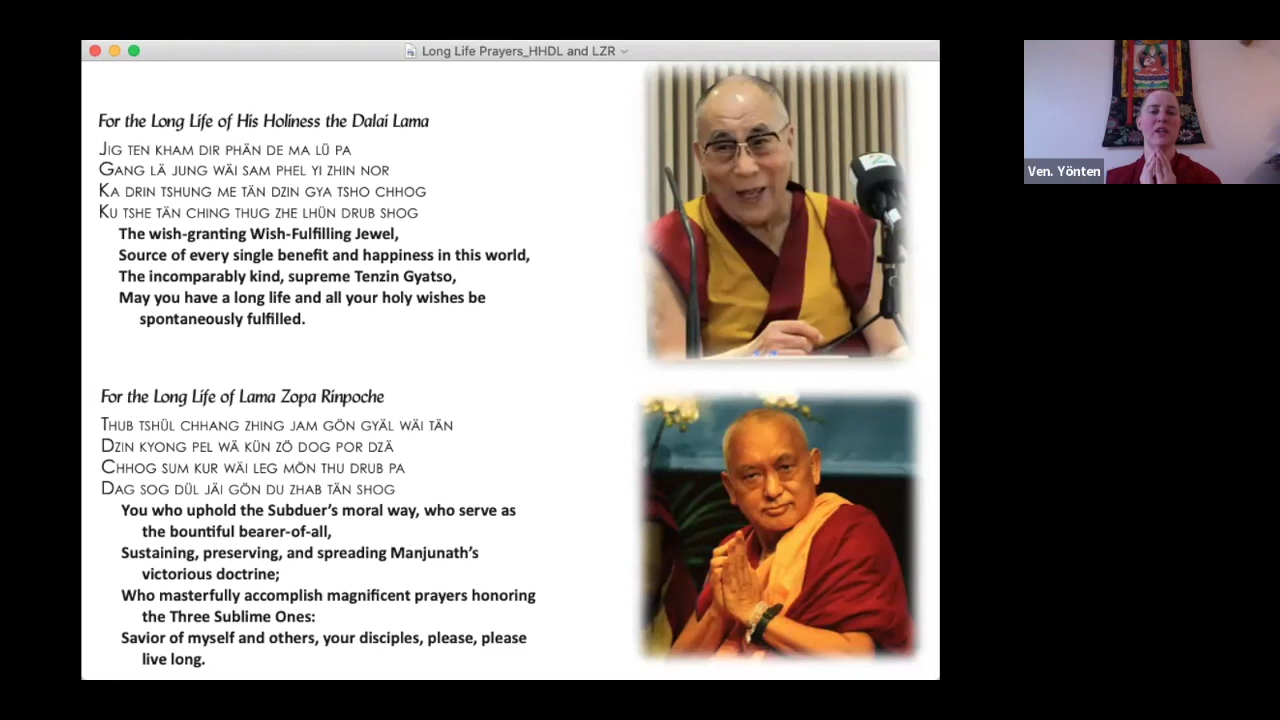 Long Life Prayers_HHDL and LZR
For the Long Life of His Holiness the Dalai Lama
JIG TEN KHAM DIR PHÄN DE MA LÜ PA
GANG LÄ JUNG WÄI SAM PHEL YI ZHIN NOR
KA DRIN TSHUNG ME TÄN DZIN GYA TSHO CHHOG
KU TSHE TÄN CHING THUG ZHE LHÜN DRUB SHOG
The wish-granting Wish-Fulfilling Jewel,
Source of every single benefit and happiness in this world,
The incomparably kind, supreme Tenzin Gyatso,
May you have a long life and all your holy wishes be
spontaneously fulfilled.
For the Long Life of Lama Zopa Rinpoche
THUB TSHÜL CHHANG ZHING JAM GÖN GYÄL WÄI TÄN
DZIN KYONG PEL WÄ KÜN ZÖ DOG POR DZÄ
CHHOG SUM KUR WÄI LEG MÖN THU DRUB PA
DAG SOG DÜL JÄI GÖN DU ZHAB TÄN SHOG
You who uphold the Subduer’s moral way, who serve as
the bountiful bearer-of-all,
Sustaining, preserving, and spreading Manjunath’s
victorious doctrine;
Who masterfully accomplish magnificent prayers honoring
the Three Sublime Ones:
Savior of myself and others, your disciples, please, please
live long.
2
Ven. Yönten